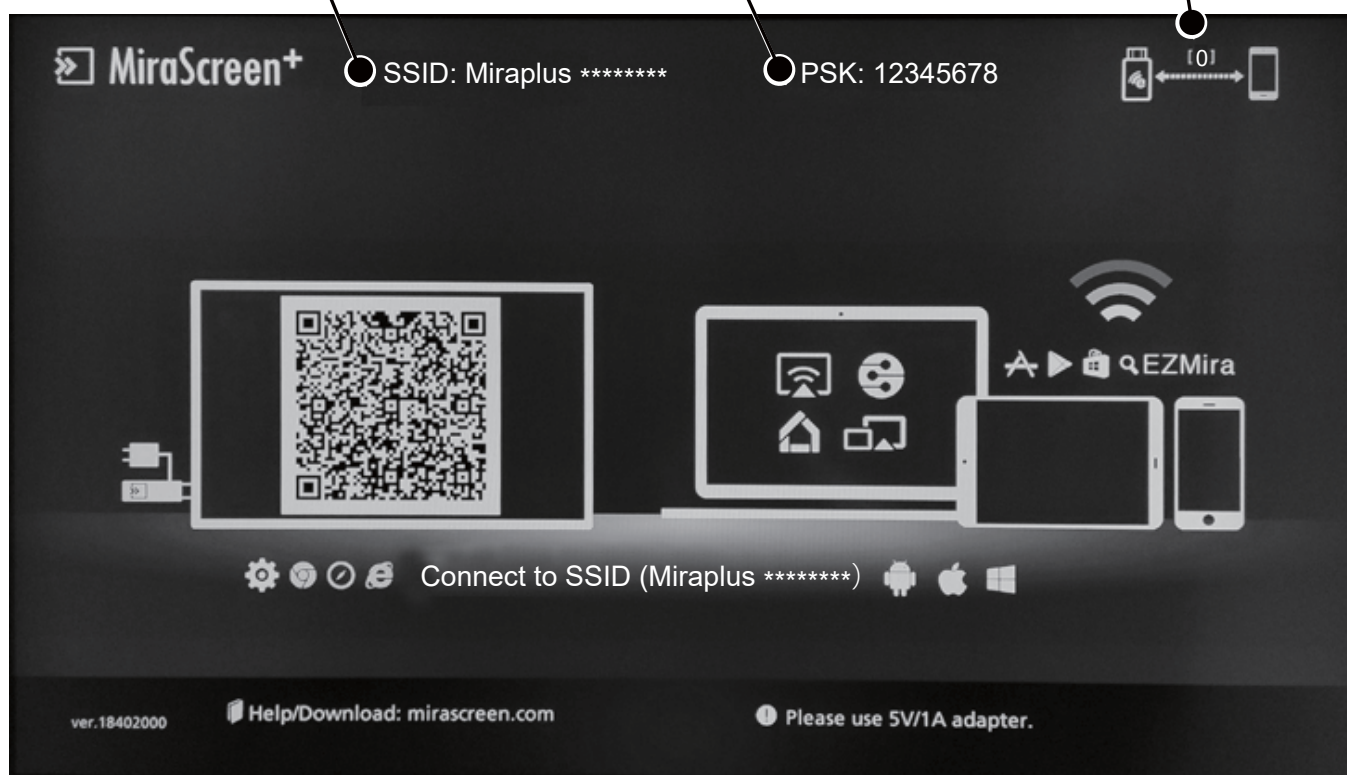 MiraScreen+
SSID: Miraplus ********
PSK: 12345678
[0]
EZMira
Connect to SSID (Miraplus ********)
ver.18402000
Help/Download: mirascreen.com
Please use 5V/1A adapter.